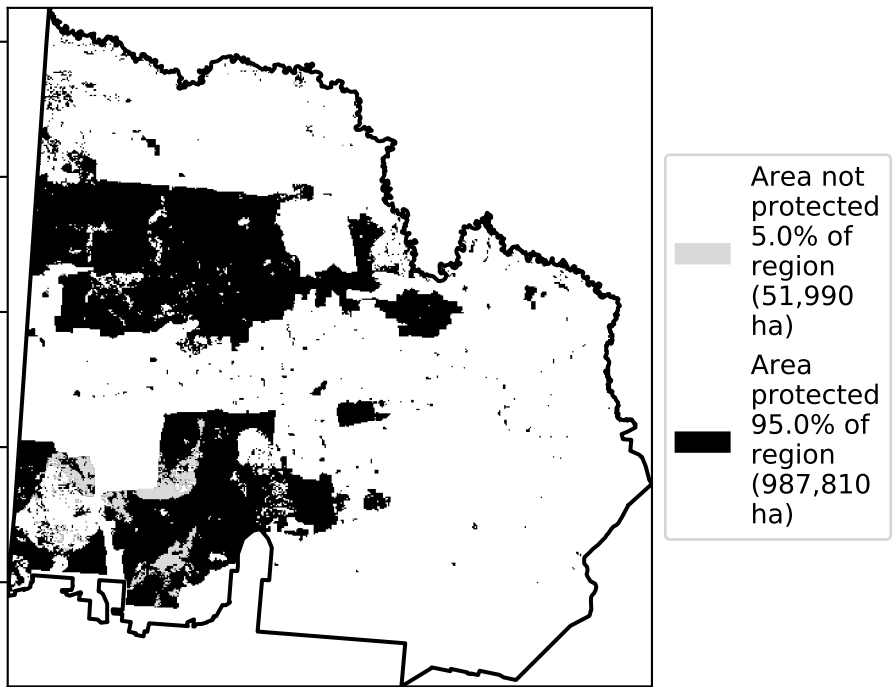 Area not
protected
5.0% of
region
(51,990
ha)
Area
protected
95.0% of
region
(987,810
ha)